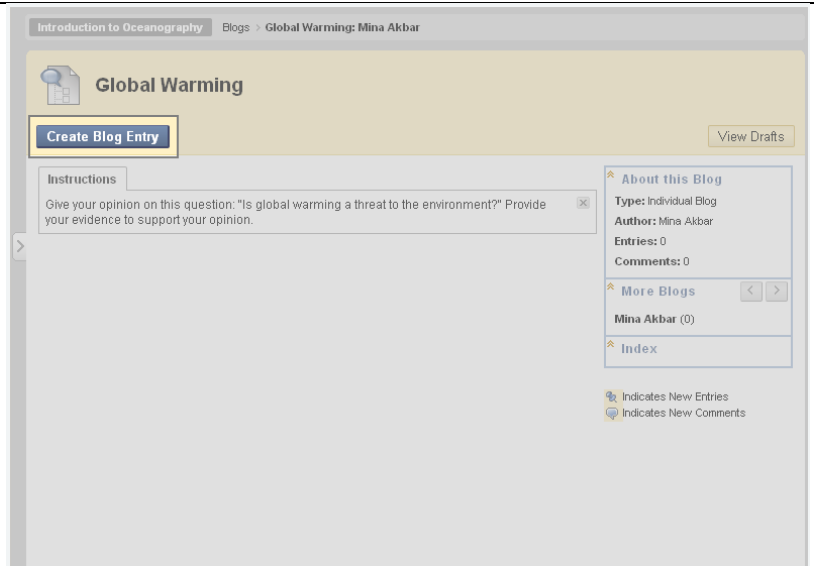 Introduction to Oceanography Blogs > Global Warming: Mina Akbar
Global Warming
Create Blog Entry
View Drafts
Instructions
Give your opinion on this question: "Is global warming a threat to the environment?" Provide
your evidence to support your opinion.
About this Blog
Type: Individual Blog
Author: Mina Akbar
Entries: 0
Comments: 0
More Blogs
Mina Akbar (0)
Index
Indicates New Entries
Indicates New Comments